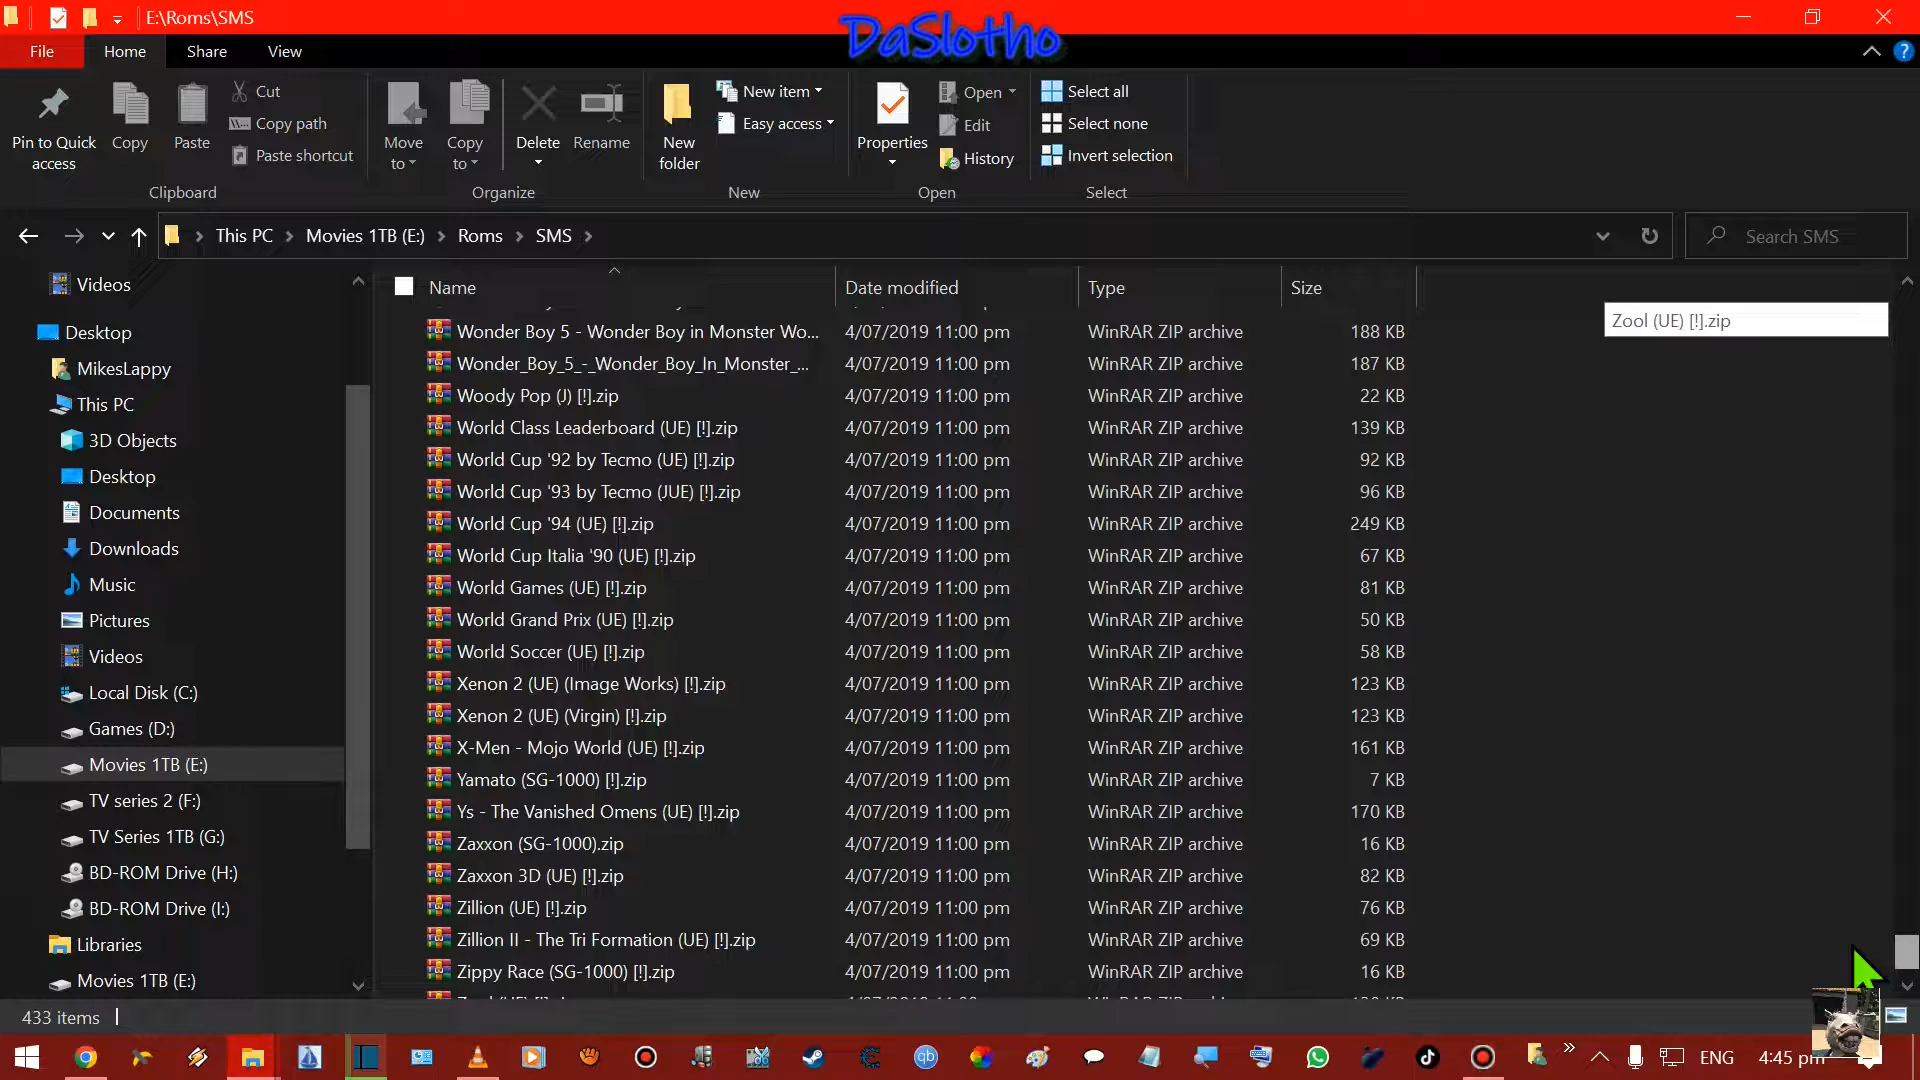 E:\Roms\SMS
DaSlotho
File Home Share View
Pin to Quick access
Copy
Paste
Cut
Copy path
Paste shortcut
Move to
Copy to
Delete
Rename
New folder
New item
Easy access
Properties
Open
Edit
History
Select all
Select none
Invert selection
Clipboard Organize New Open Select
This PC Movies 1TB (E:) Roms SMS
Search SMS
Videos
Desktop
MikesLappy
This PC
3D Objects
Desktop
Documents
Downloads
Music
Pictures
Videos
Local Disk (C:)
Games (D:)
Movies 1TB (E:)
TV series 2 (F:)
TV Series 1TB (G:)
BD-ROM Drive (H:)
BD-ROM Drive (I:)
Libraries
Movies 1TB (E:)
Name Date modified Type Size
Zool (UE) [!].zip
Wonder Boy 5 - Wonder Boy in Monster Wo... 4/07/2019 11:00 pm WinRAR ZIP archive 188 KB
Wonder_Boy_5_-_Wonder_Boy_In_Monster_... 4/07/2019 11:00 pm WinRAR ZIP archive 187 KB
Woody Pop (J) [!].zip 4/07/2019 11:00 pm WinRAR ZIP archive 22 KB
World Class Leaderboard (UE) [!].zip 4/07/2019 11:00 pm WinRAR ZIP archive 139 KB
World Cup '92 by Tecmo (UE) [!].zip 4/07/2019 11:00 pm WinRAR ZIP archive 92 KB
World Cup '93 by Tecmo (JUE) [!].zip 4/07/2019 11:00 pm WinRAR ZIP archive 96 KB
World Cup '94 (UE) [!].zip 4/07/2019 11:00 pm WinRAR ZIP archive 249 KB
World Cup Italia '90 (UE) [!].zip 4/07/2019 11:00 pm WinRAR ZIP archive 67 KB
World Games (UE) [!].zip 4/07/2019 11:00 pm WinRAR ZIP archive 81 KB
World Grand Prix (UE) [!].zip 4/07/2019 11:00 pm WinRAR ZIP archive 50 KB
World Soccer (UE) [!].zip 4/07/2019 11:00 pm WinRAR ZIP archive 58 KB
Xenon 2 (UE) (Image Works) [!].zip 4/07/2019 11:00 pm WinRAR ZIP archive 123 KB
Xenon 2 (UE) (Virgin) [!].zip 4/07/2019 11:00 pm WinRAR ZIP archive 123 KB
X-Men - Mojo World (UE) [!].zip 4/07/2019 11:00 pm WinRAR ZIP archive 161 KB
Yamato (SG-1000) [!].zip 4/07/2019 11:00 pm WinRAR ZIP archive 7 KB
Ys - The Vanished Omens (UE) [!].zip 4/07/2019 11:00 pm WinRAR ZIP archive 170 KB
Zaxxon (SG-1000).zip 4/07/2019 11:00 pm WinRAR ZIP archive 16 KB
Zaxxon 3D (UE) [!].zip 4/07/2019 11:00 pm WinRAR ZIP archive 82 KB
Zillion (UE) [!].zip 4/07/2019 11:00 pm WinRAR ZIP archive 76 KB
Zillion II - The Tri Formation (UE) [!].zip 4/07/2019 11:00 pm WinRAR ZIP archive 69 KB
Zippy Race (SG-1000) [!].zip 4/07/2019 11:00 pm WinRAR ZIP archive 16 KB
433 items
ENG 4:45 pm